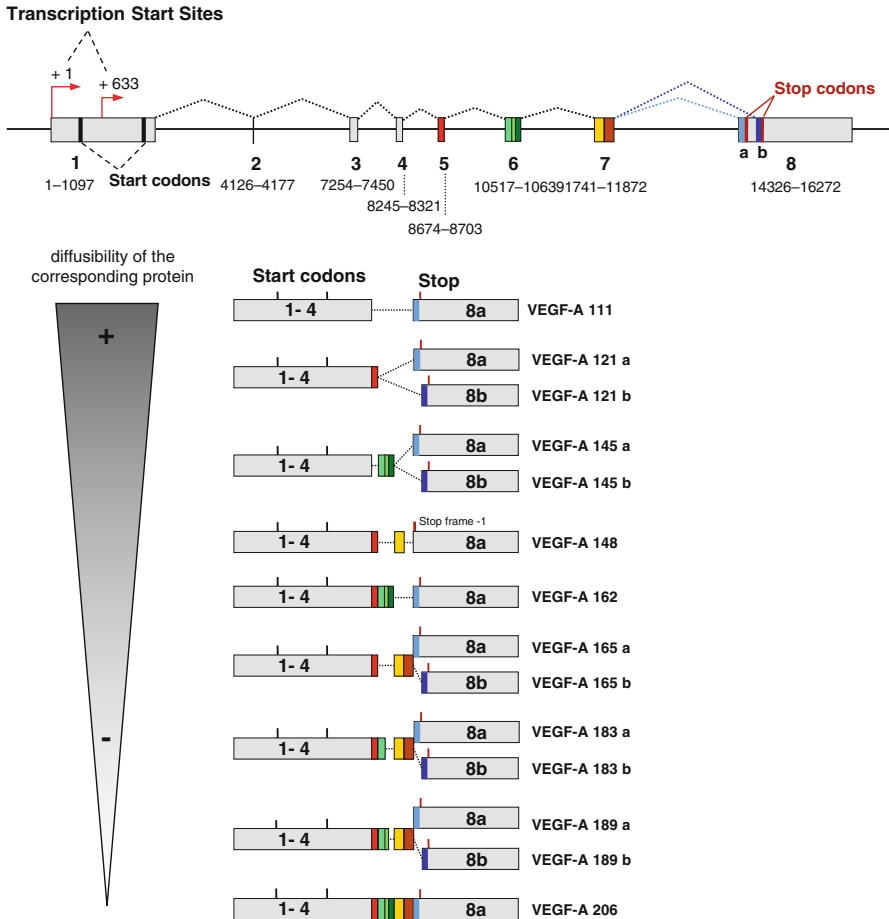 Transcription Start Sites
+ 1
+ 633
Stop codons
a b
1 2 3 4 5 6 7 8
Start codons
1–1097 4126–4177 7254–7450 10517–106391741–11872 14326–16272
8245–8321
8674–8703
diffusibility of the
corresponding protein
+
-
Start codons Stop
1- 4 8a VEGF-A 111
8a VEGF-A 121 a
1- 4
8b VEGF-A 121 b
8a VEGF-A 145 a
1- 4
8b VEGF-A 145 b
Stop frame -1
1- 4 8a VEGF-A 148
1- 4 8a VEGF-A 162
8a VEGF-A 165 a
1- 4
8b VEGF-A 165 b
8a VEGF-A 183 a
1- 4
8b VEGF-A 183 b
8a VEGF-A 189 a
1- 4
8b VEGF-A 189 b
1- 4 8a VEGF-A 206